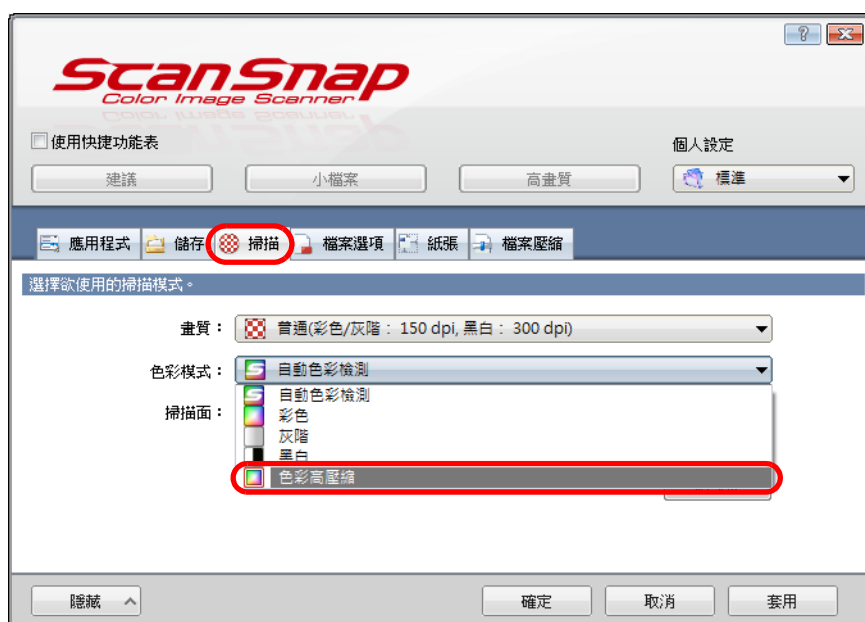 ScanSnap
Color Image Scanner
使用快捷功能表
個人設定
建議 小檔案 高畫質 標準
應用程式 儲存 掃描 檔案選項 紙張 檔案壓縮
選擇欲使用的掃描模式。
畫質： 普通(彩色/灰階： 150 dpi, 黑白： 300 dpi)
色彩模式： 自動色彩檢測
自動色彩檢測
掃描面： 彩色
灰階
黑白
色彩高壓縮
隱藏 確定 取消 套用